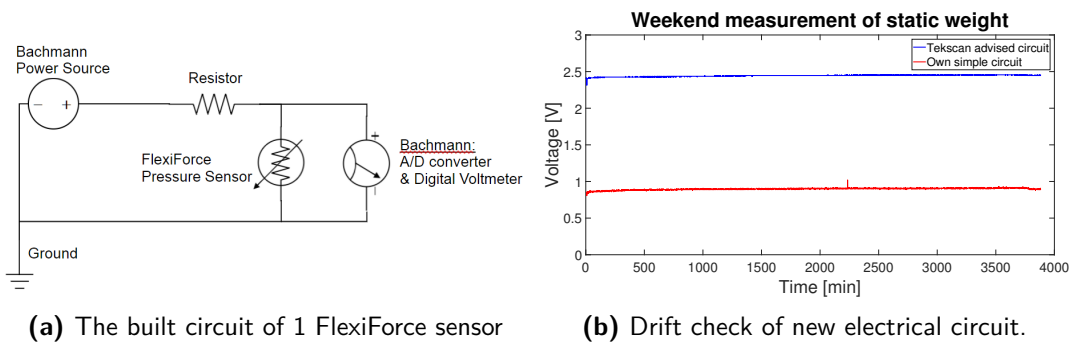 Bachmann
Power Source
− +
Resistor
FlexiForce
Pressure Sensor
+
Bachmann:
A/D converter
& Digital Voltmeter
Ground
(a) The built circuit of 1 FlexiForce sensor
Weekend measurement of static weight
Tekscan advised circuit
Own simple circuit
Voltage [V]
3
2.5
2
1.5
1
0.5
0
0 500 1000 1500 2000 2500 3000 3500 4000
Time [min]
(b) Drift check of new electrical circuit.